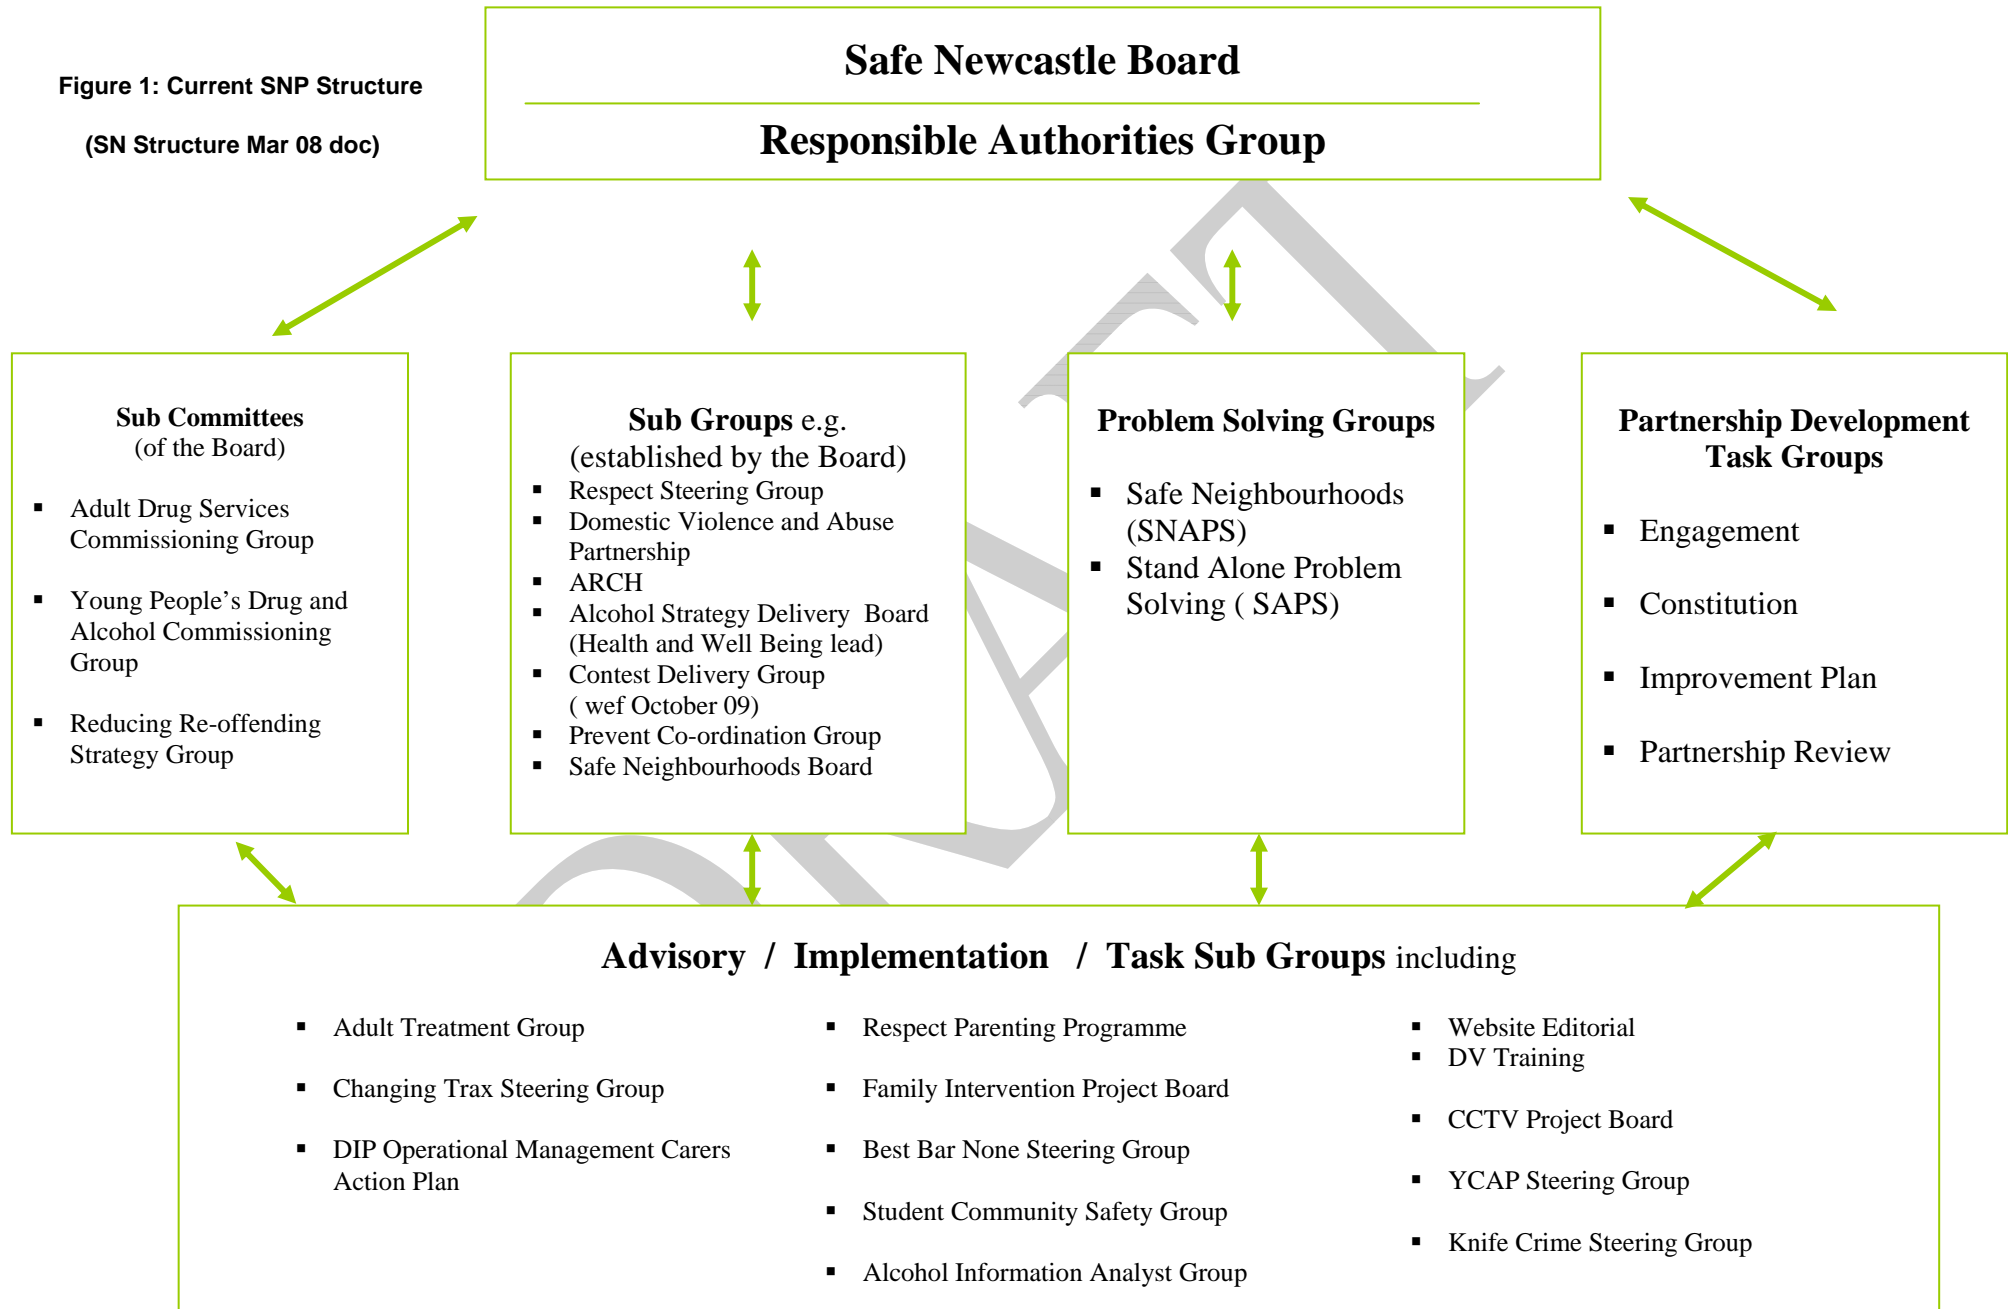 Figure 1: Current SNP Structure
(SN Structure Mar 08 doc)
Safe Newcastle Board
Responsible Authorities Group
Sub Committees
(of the Board)
▪ Adult Drug Services
Commissioning Group
▪ Young People’s Drug and
Alcohol Commissioning
Group
▪ Reducing Re-offending
Strategy Group
Sub Groups e.g.
(established by the Board)
▪ Respect Steering Group
▪ Domestic Violence and Abuse
Partnership
▪ ARCH
▪ Alcohol Strategy Delivery  Board
(Health and Well Being lead)
▪ Contest Delivery Group
( wef October 09)
▪ Prevent Co-ordination Group
▪ Safe Neighbourhoods Board
Problem Solving Groups
▪ Safe Neighbourhoods
(SNAPS)
▪ Stand Alone Problem
Solving ( SAPS)
Partnership Development
Task Groups
▪ Engagement
▪ Constitution
▪ Improvement Plan
▪ Partnership Review
Advisory / Implementation / Task Sub Groups including
▪ Adult Treatment Group
▪ Changing Trax Steering Group
▪ DIP Operational Management Carers
Action Plan
▪ Respect Parenting Programme
▪ Family Intervention Project Board
▪ Best Bar None Steering Group
▪ Student Community Safety Group
▪ Alcohol Information Analyst Group
▪ Website Editorial
▪ DV Training
▪ CCTV Project Board
▪ YCAP Steering Group
▪ Knife Crime Steering Group
DRAFT